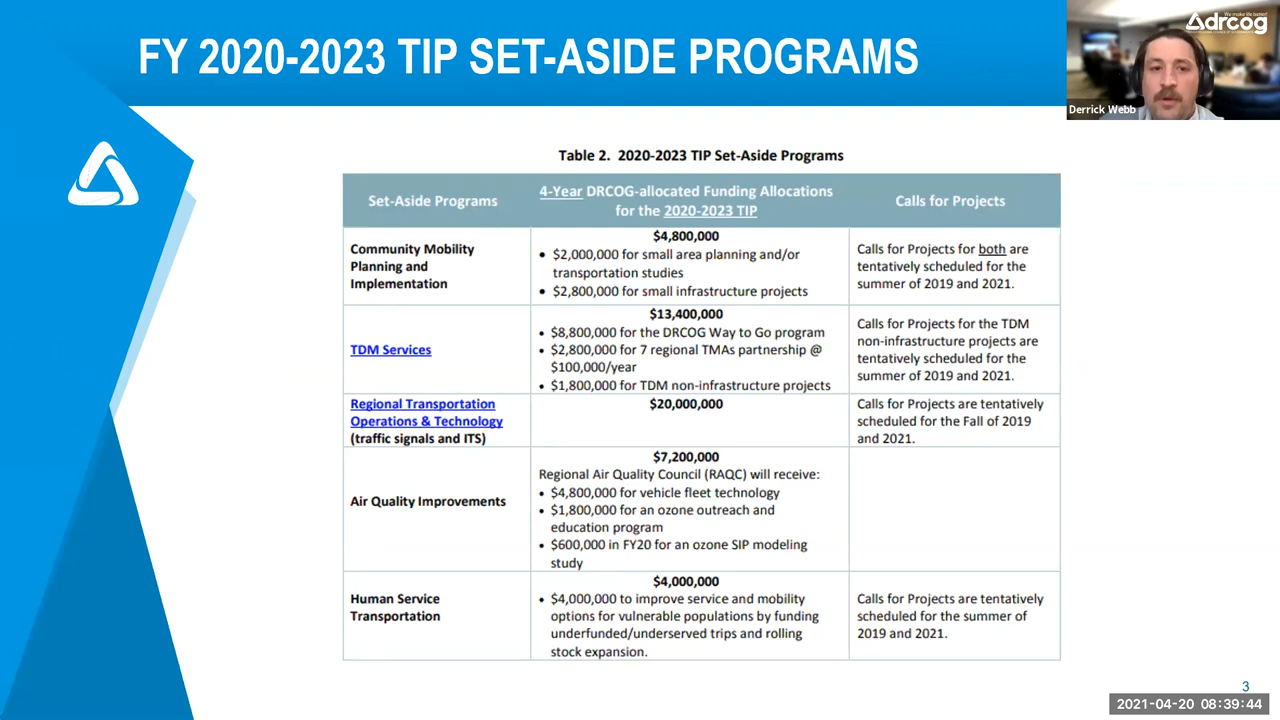 FY 2020-2023 TIP SET-ASIDE PROGRAMS
We make life better!
drcog
Derrick Webb
Table 2. 2020-2023 TIP Set-Aside Programs
Set-Aside Programs
4-Year DRCOG-allocated Funding Allocations
for the 2020-2023 TIP
Calls for Projects
Community Mobility
Planning and
Implementation
$4,800,000
• $2,000,000 for small area planning and/or
transportation studies
• $2,800,000 for small infrastructure projects
Calls for Projects for both are
tentatively scheduled for the
summer of 2019 and 2021.
TDM Services
$13,400,000
• $8,800,000 for the DRCOG Way to Go program
• $2,800,000 for 7 regional TMAs partnership @
$100,000/year
• $1,800,000 for TDM non-infrastructure projects
Calls for Projects for the TDM
non-infrastructure projects are
tentatively scheduled for the
summer of 2019 and 2021.
Regional Transportation
Operations & Technology
(traffic signals and ITS)
$20,000,000
Calls for Projects are tentatively
scheduled for the Fall of 2019
and 2021.
Air Quality Improvements
$7,200,000
Regional Air Quality Council (RAQC) will receive:
• $4,800,000 for vehicle fleet technology
• $1,800,000 for an ozone outreach and
education program
• $600,000 in FY20 for an ozone SIP modeling
study
Human Service
Transportation
$4,000,000
• $4,000,000 to improve service and mobility
options for vulnerable populations by funding
underfunded/underserved trips and rolling
stock expansion.
Calls for Projects are tentatively
scheduled for the summer of
2019 and 2021.
3
2021-04-20 08:39:44